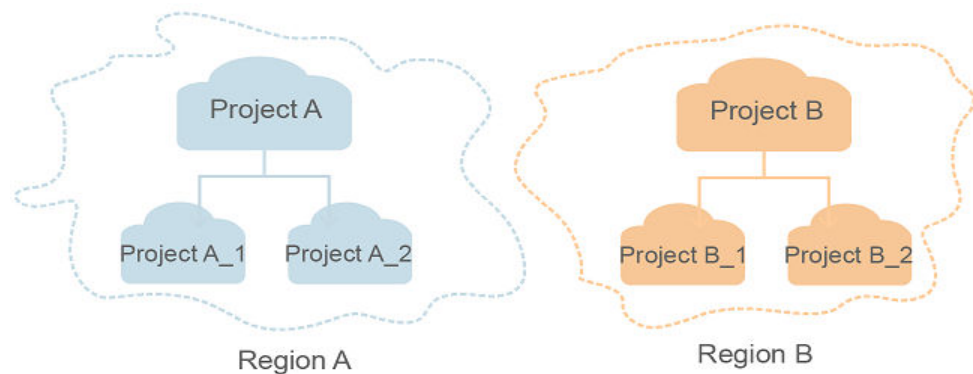 Project A
Project B
Project A_1
Project A_2
Project B_1
Project B_2
Region A
Region B